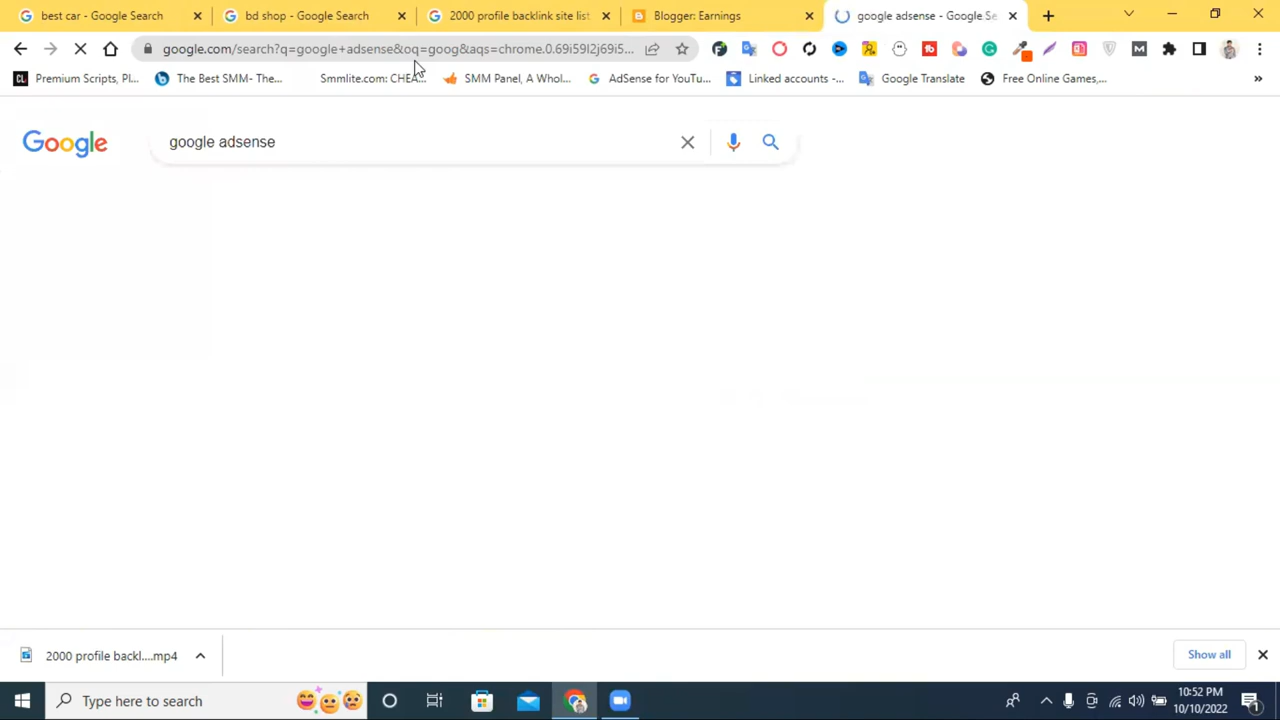 best car - Google Search
bd shop - Google Search
2000 profile backlink site list
Blogger: Earnings
google adsense - Google Se
google.com/search?q=google+adsense&oq=goog&aqs=chrome.0.69i59l2j69i5...
Premium Scripts, Pl...
The Best SMM- The...
Smmlite.com: CHEA...
SMM Panel, A Whol...
AdSense for YouTu...
Linked accounts -...
Google Translate
Free Online Games,...
»
Google
google adsense
2000 profile backl....mp4
Show all
Type here to search
10:52 PM
10/10/2022
1